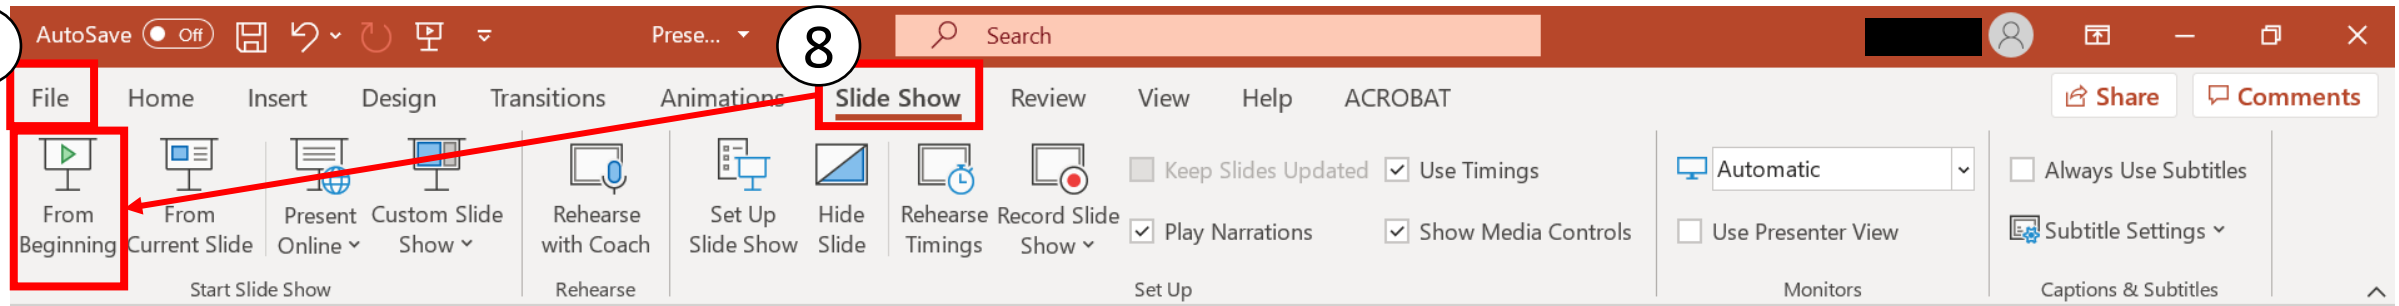 AutoSave Off Prese... 8 Search
File Home Insert Design Transitions Animations Slide Show Review View Help ACROBAT Share Comments
From Beginning
From Current Slide
Present Online
Custom Slide Show
Start Slide Show
Rehearse with Coach
Rehearse
Set Up Slide Show
Hide Slide
Rehearse Timings
Record Slide Show
Keep Slides Updated
Play Narrations
Use Timings
Show Media Controls
Set Up
Automatic
Use Presenter View
Monitors
Always Use Subtitles
Subtitle Settings
Captions & Subtitles